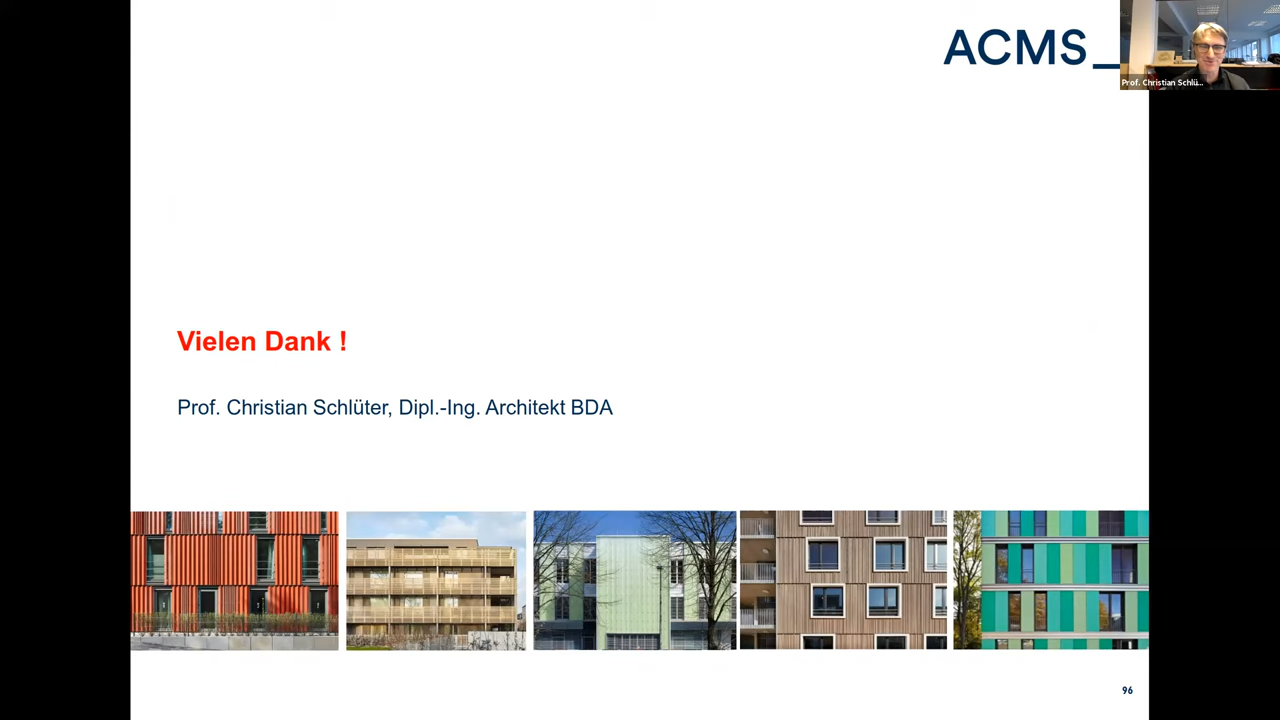 ACMS_
Prof. Christian Schlü...
Vielen Dank !
Prof. Christian Schlüter, Dipl.-Ing. Architekt BDA
96